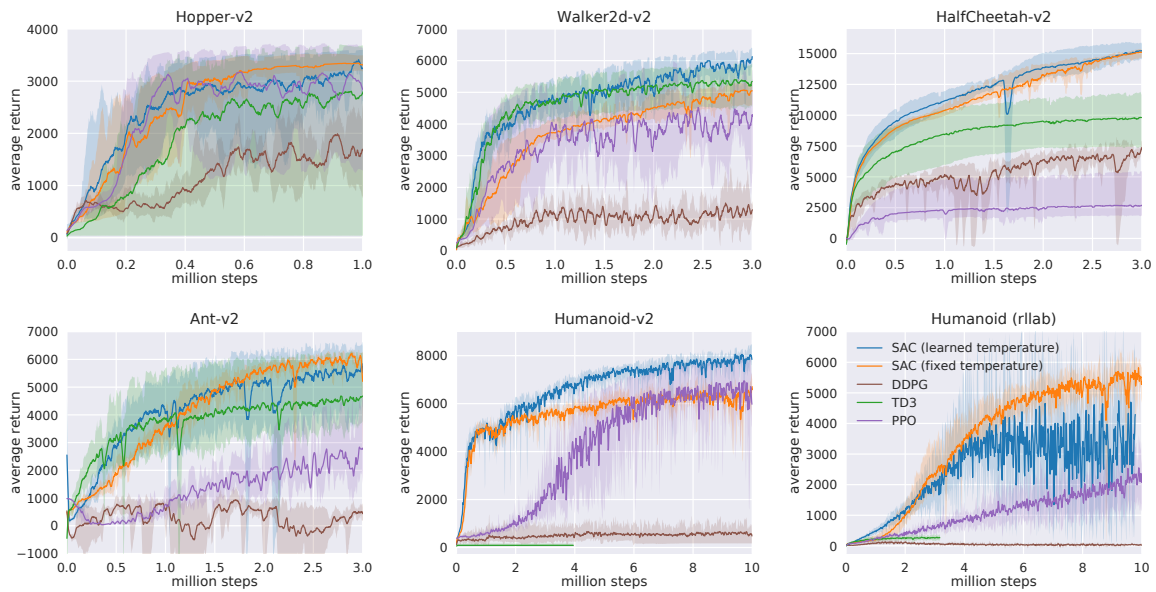 Hopper-v2
4000
3000
2000
1000
0
average return
0.0 0.2 0.4 0.6 0.8 1.0
million steps
Walker2d-v2
7000
6000
5000
4000
3000
2000
1000
0
average return
0.0 0.5 1.0 1.5 2.0 2.5 3.0
million steps
HalfCheetah-v2
15000
12500
10000
7500
5000
2500
0
average return
0.0 0.5 1.0 1.5 2.0 2.5 3.0
million steps
Ant-v2
7000
6000
5000
4000
3000
2000
1000
0
−1000
average return
0.0 0.5 1.0 1.5 2.0 2.5 3.0
million steps
Humanoid-v2
8000
6000
4000
2000
0
average return
0 2 4 6 8 10
million steps
Humanoid (rllab)
7000
6000
5000
4000
3000
2000
1000
0
average return
SAC (learned temperature)
SAC (fixed temperature)
DDPG
TD3
PPO
0 2 4 6 8 10
million steps